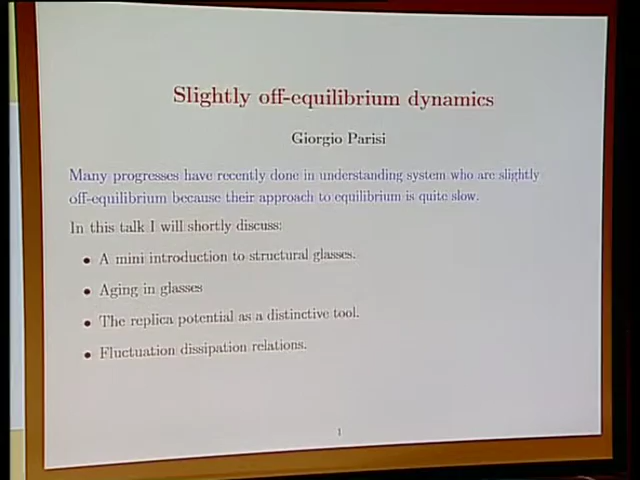 Slightly off-equilibrium dynamics
Giorgio Parisi
Many progresses have recently done in understanding system who are slightly
off-equilibrium because their approach to equilibrium is quite slow.
In this talk I will shortly discuss:
• A mini introduction to structural glasses.
• Aging in glasses
• The replica potential as a distinctive tool.
• Fluctuation dissipation relations.
1